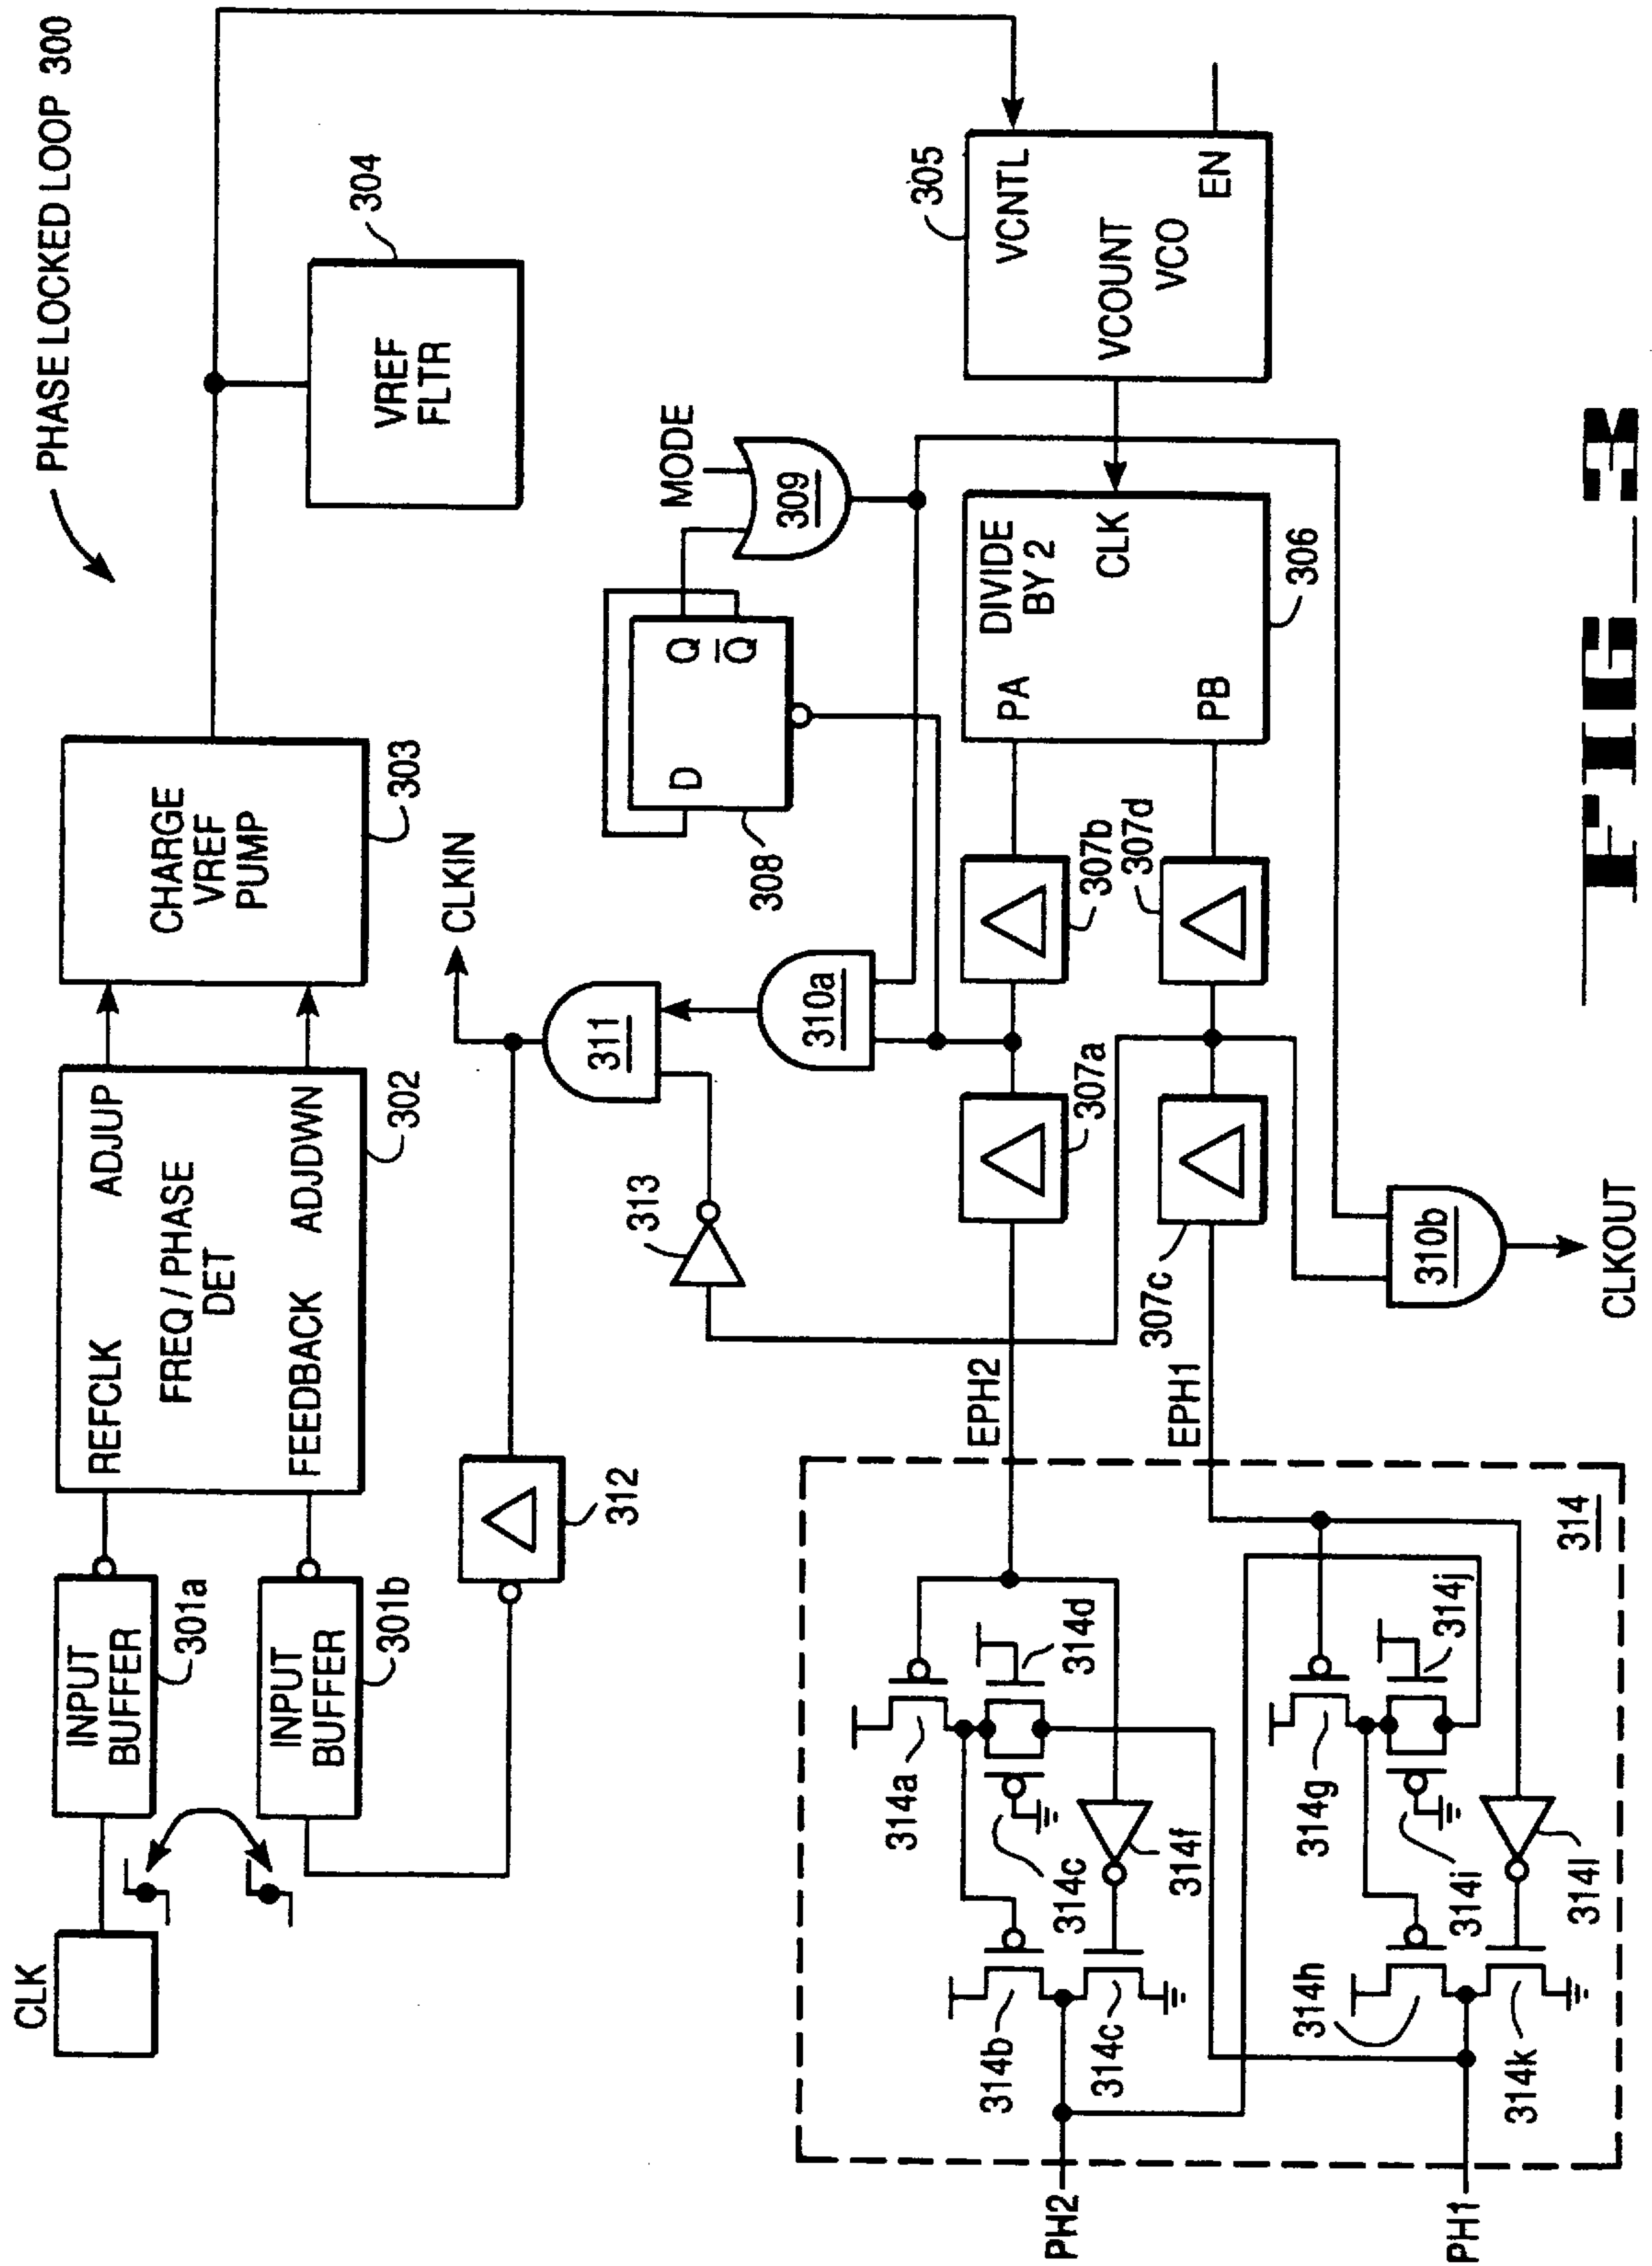 PHASE LOCKED LOOP 300
CLK
INPUT
BUFFER
301a
INPUT
BUFFER
301b
REFCLK
ADJUP
FREQ/PHASE
DET
FEEDBACK
ADJDWN
302
CHARGE
VREF
PUMP
303
VREF
FLTR
304
312
CLKIN
311
313
310a
D
Q
Q
308
MODE
309
305
VCNTL
VCOUNT
VCO
EN
DIVIDE
BY 2
PA
CLK
PB
306
307b
307d
307a
307c
EPH2
EPH1
310b
CLKOUT
314
314a
314d
314c
314f
314b
314c
314g
314j
314i
314l
314h
314k
PH2
PH1
FIG 3